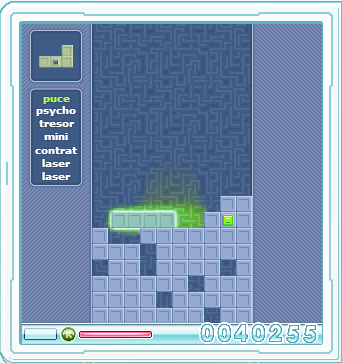 puce
psycho
tresor
mini
contrat
laser
laser
0040255